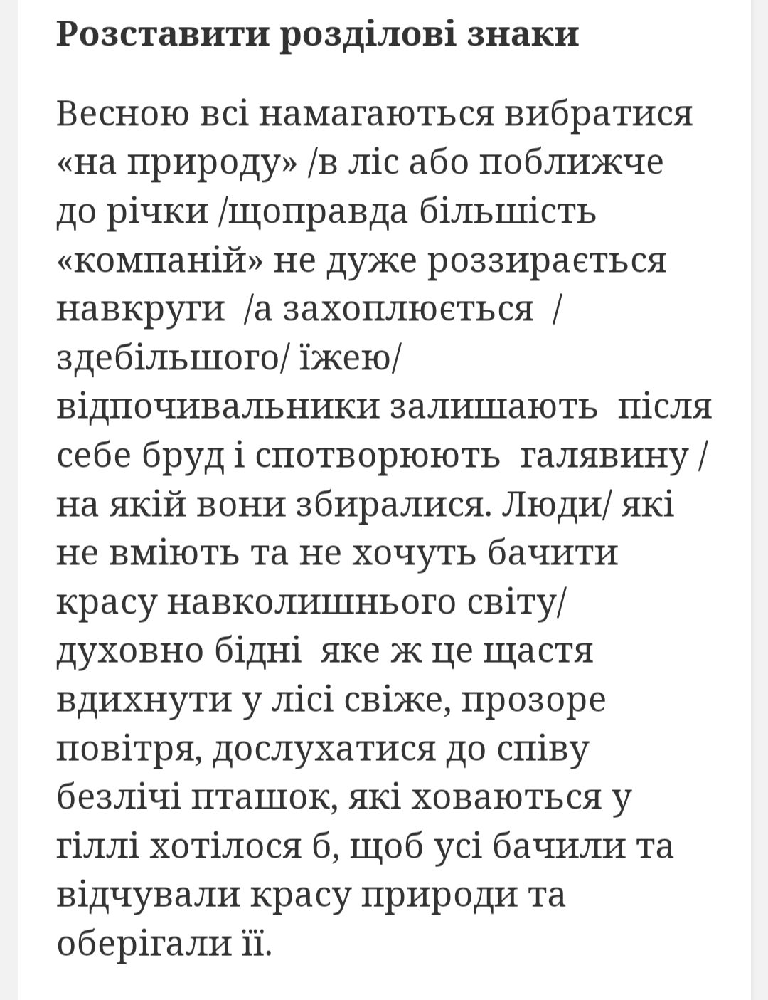 Розставити розділові знаки
Весною всі намагаються вибратися
«на природу» /в ліс або поближче
до річки /щоправда більшість
«компаній» не дуже роззирається
навкруги  /а захоплюється  /
здебільшого/ їжею/
відпочивальники залишають  після
себе бруд і спотворюють  галявину /
на якій вони збиралися. Люди/ які
не вміють та не хочуть бачити
красу навколишнього світу/
духовно бідні  яке ж це щастя
вдихнути у лісі свіже, прозоре
повітря, дослухатися до співу
безлічі пташок, які ховаються у
гіллі хотілося б, щоб усі бачили та
відчували красу природи та
оберігали її.